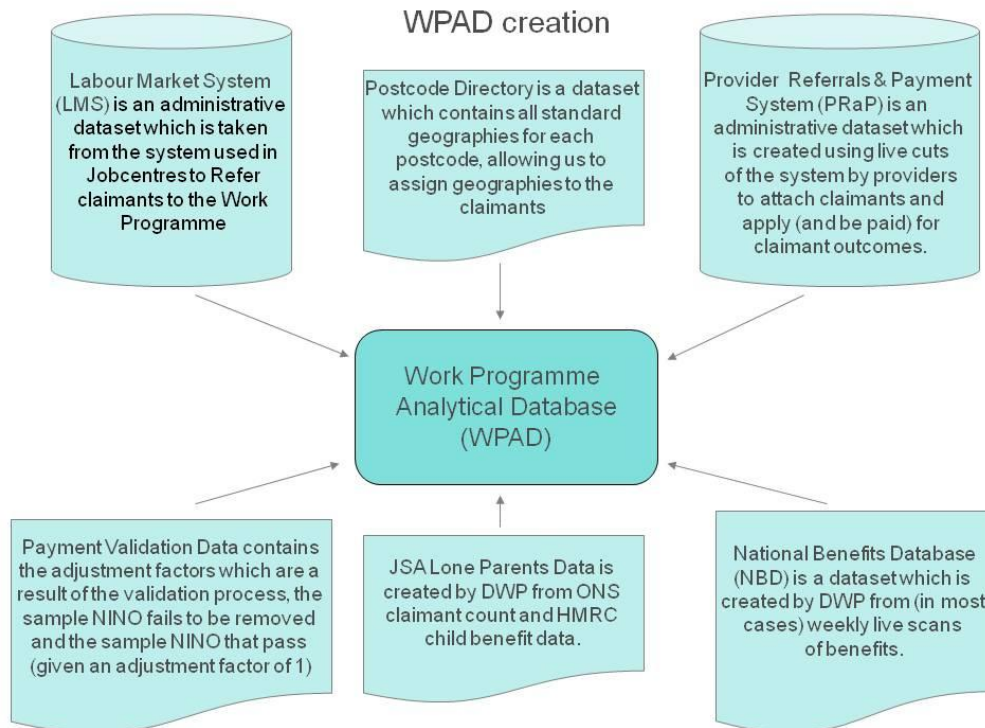 WPAD creation
Labour Market System
(LMS) is an administrative
dataset which is taken
from the system used in
Jobcentres to Refer
claimants to the Work
Programme
Postcode Directory is a dataset
which contains all standard
geographies for each
postcode, allowing us to
assign geographies to the
claimants
Provider Referrals & Payment
System (PRaP) is an
administrative dataset which
is created using live cuts
of the system by providers
to attach claimants and
apply (and be paid) for
claimant outcomes.
Work Programme
Analytical Database
(WPAD)
Payment Validation Data contains
the adjustment factors which are a
result of the validation process, the
sample NINO fails to be removed
and the sample NINO that pass
(given an adjustment factor of 1)
JSA Lone Parents Data is
created by DWP from ONS
claimant count and HMRC
child benefit data.
National Benefits Database
(NBD) is a dataset which is
created by DWP from (in most
cases) weekly live scans
of benefits.